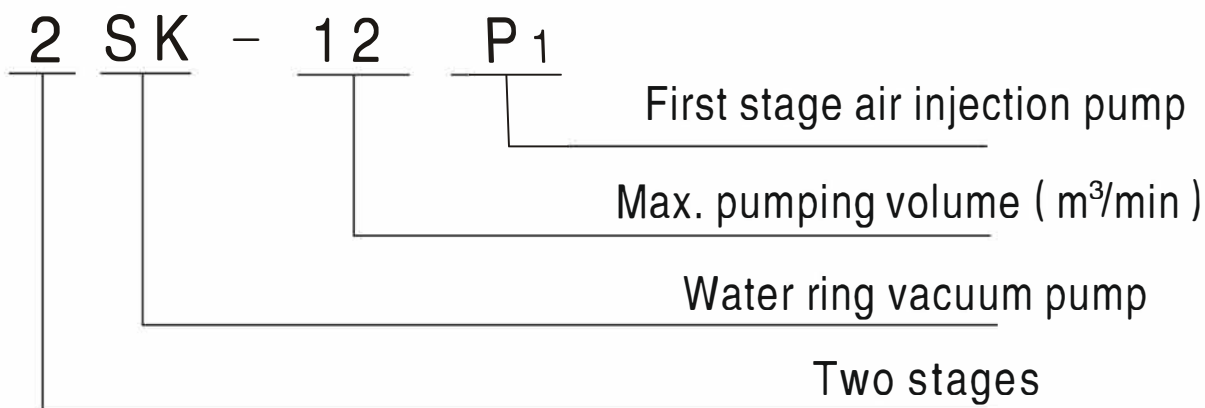 2 SK - 12 P1
First stage air injection pump
Max. pumping volume ( m³/min )
Water ring vacuum pump
Two stages